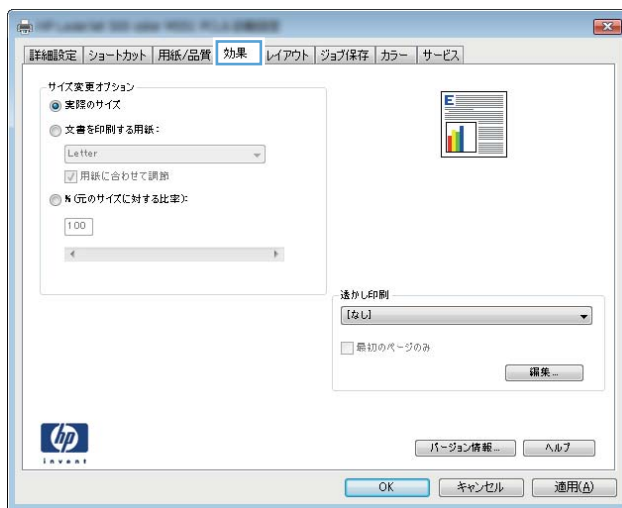 詳細設定 ショートカット 用紙/品質 効果 レイアウト ジョブ保存 カラー サービス
サイズ変更オプション
実際のサイズ
文書を印刷する用紙:
Letter
用紙に合わせて調節
% (元のサイズに対する比率):
100
E
透かし印刷
[なし]
最初のページのみ
編集...
hp
invent
バージョン情報... ヘルプ
OK キャンセル 適用(A)